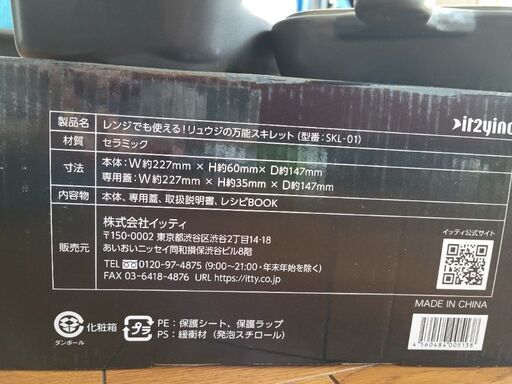 製品名 レンジでも使える!リュウジの万能スキレット(型番:SKL-01)
材質 セラミック
寸法 本体:W約227mm × H約60mm× D約147mm
専用蓋:W約227mm × H約35mm × D約147mm
内容物 本体、専用蓋、取扱説明書、レシピBOOK
販売元 株式会社イッティ
〒150-0002 東京都渋谷区渋谷2丁目14-18
あいおいニッセイ同和損保渋谷ビル8階
TEL 0120-97-4875 (9:00~21:00・年末年始を除く)
FAX 03-6418-4876 URL https://itty.co.jp
イッティ公式サイト
MADE IN CHINA
4 560484 005138
ダンボール
化粧箱
プラ
PE:保護シート、保護ラップ
PS:緩衝材(発泡スチロール)